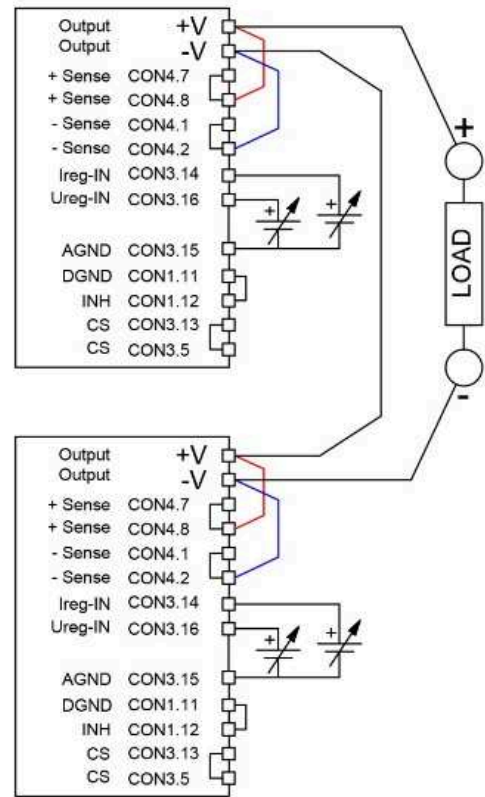 Output +V
Output -V
+ Sense CON4.7
+ Sense CON4.8
- Sense CON4.1
- Sense CON4.2
Ireg-IN CON3.14
Ureg-IN CON3.16
+ +
AGND CON3.15
DGND CON1.11
INH CON1.12
CS CON3.13
CS CON3.5
+
LOAD
-
Output +V
Output -V
+ Sense CON4.7
+ Sense CON4.8
- Sense CON4.1
- Sense CON4.2
Ireg-IN CON3.14
Ureg-IN CON3.16
+ +
AGND CON3.15
DGND CON1.11
INH CON1.12
CS CON3.13
CS CON3.5